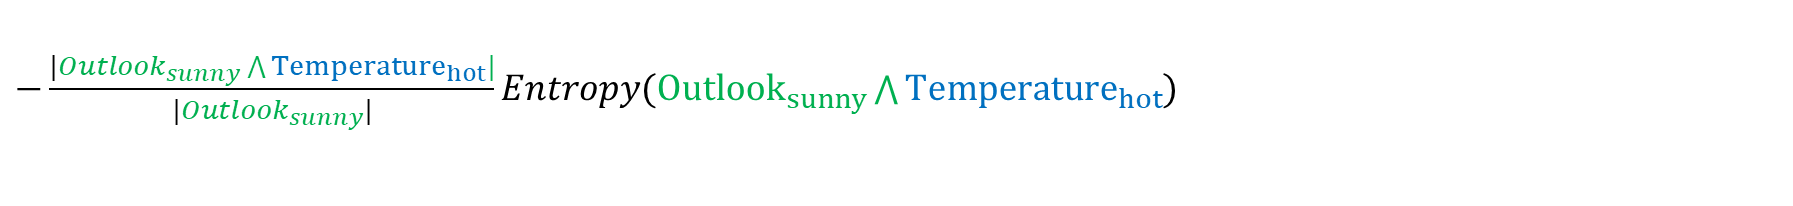 − |Outlook_sunny ⋀ Temperature_hot| / |Outlook_sunny| Entropy(Outlook_sunny ⋀ Temperature_hot)